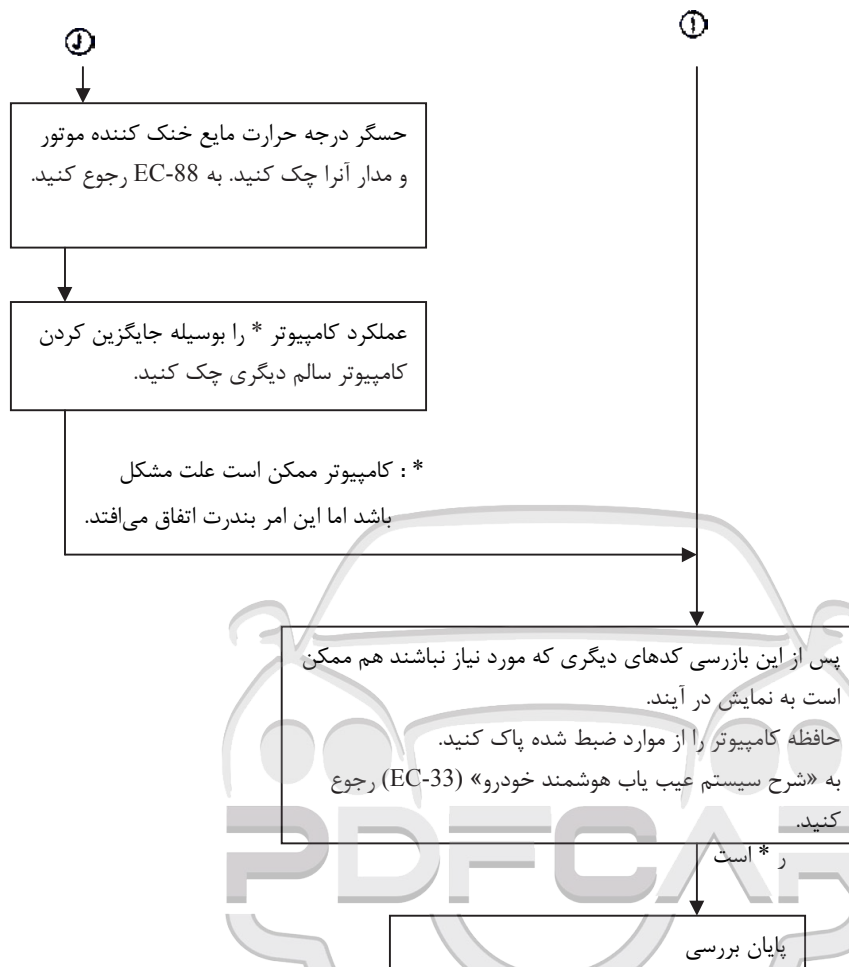 حسگر درجه حرارت مایع خنک کننده موتور
و مدار آنرا چک کنید. به EC-88 رجوع کنید.
عملکرد کامپیوتر * را بوسیله جایگزین کردن
کامپیوتر سالم دیگری چک کنید.
* : کامپیوتر ممکن است علت مشکل
باشد اما این امر بندرت اتفاق می‌افتد.
پس از این بازرسی کدهای دیگری که مورد نیاز نباشند هم ممکن
است به نمایش در آیند.
حافظه کامپیوتر را از موارد ضبط شده پاک کنید.
به «شرح سیستم عیب یاب هوشمند خودرو» (EC-33) رجوع
کنید.
ر * است
پایان بررسی
PDFCAR